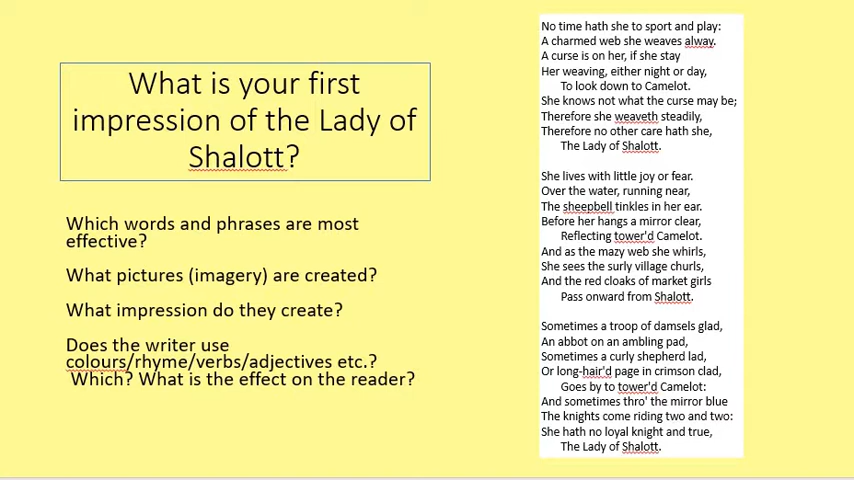 What is your first
impression of the Lady of
Shalott?
Which words and phrases are most
effective?
What pictures (imagery) are created?
What impression do they create?
Does the writer use
colours/rhyme/verbs/adjectives etc.?
Which? What is the effect on the reader?
No time hath she to sport and play:
A charmed web she weaves alway.
A curse is on her, if she stay
Her weaving, either night or day,
To look down to Camelot.
She knows not what the curse may be;
Therefore she weaveth steadily,
Therefore no other care hath she,
The Lady of Shalott.
She lives with little joy or fear.
Over the water, running near,
The sheepbell tinkles in her ear.
Before her hangs a mirror clear,
Reflecting tower'd Camelot.
And as the mazy web she whirls,
She sees the surly village churls,
And the red cloaks of market girls
Pass onward from Shalott.
Sometimes a troop of damsels glad,
An abbot on an ambling pad,
Sometimes a curly shepherd lad,
Or long-hair'd page in crimson clad,
Goes by to tower'd Camelot:
And sometimes thro' the mirror blue
The knights come riding two and two:
She hath no loyal knight and true,
The Lady of Shalott.